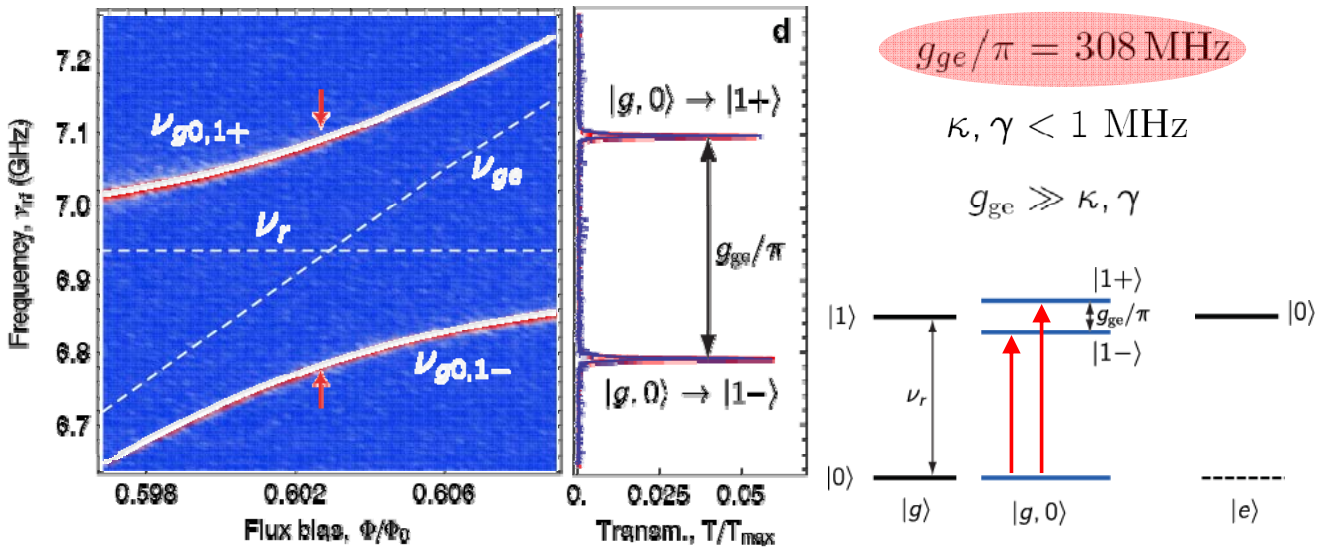 Frequency, ν_rf (GHz)
7.2
7.1
7.0
6.9
6.8
6.7
ν_g0,1+
ν_ge
ν_r
ν_g0,1−
0.598
0.602
0.606
Flux bias, Φ/Φ₀
d
|g, 0⟩ → |1+⟩
g_ge/π
|g, 0⟩ → |1−⟩
0.
0.025
0.05
Transm., T/T_max
g_ge/π = 308 MHz
κ, γ < 1 MHz
g_ge ≫ κ, γ
|1+⟩
|1⟩
g_ge/π
|0⟩
|1−⟩
ν_r
|0⟩
|g⟩
|g, 0⟩
|e⟩